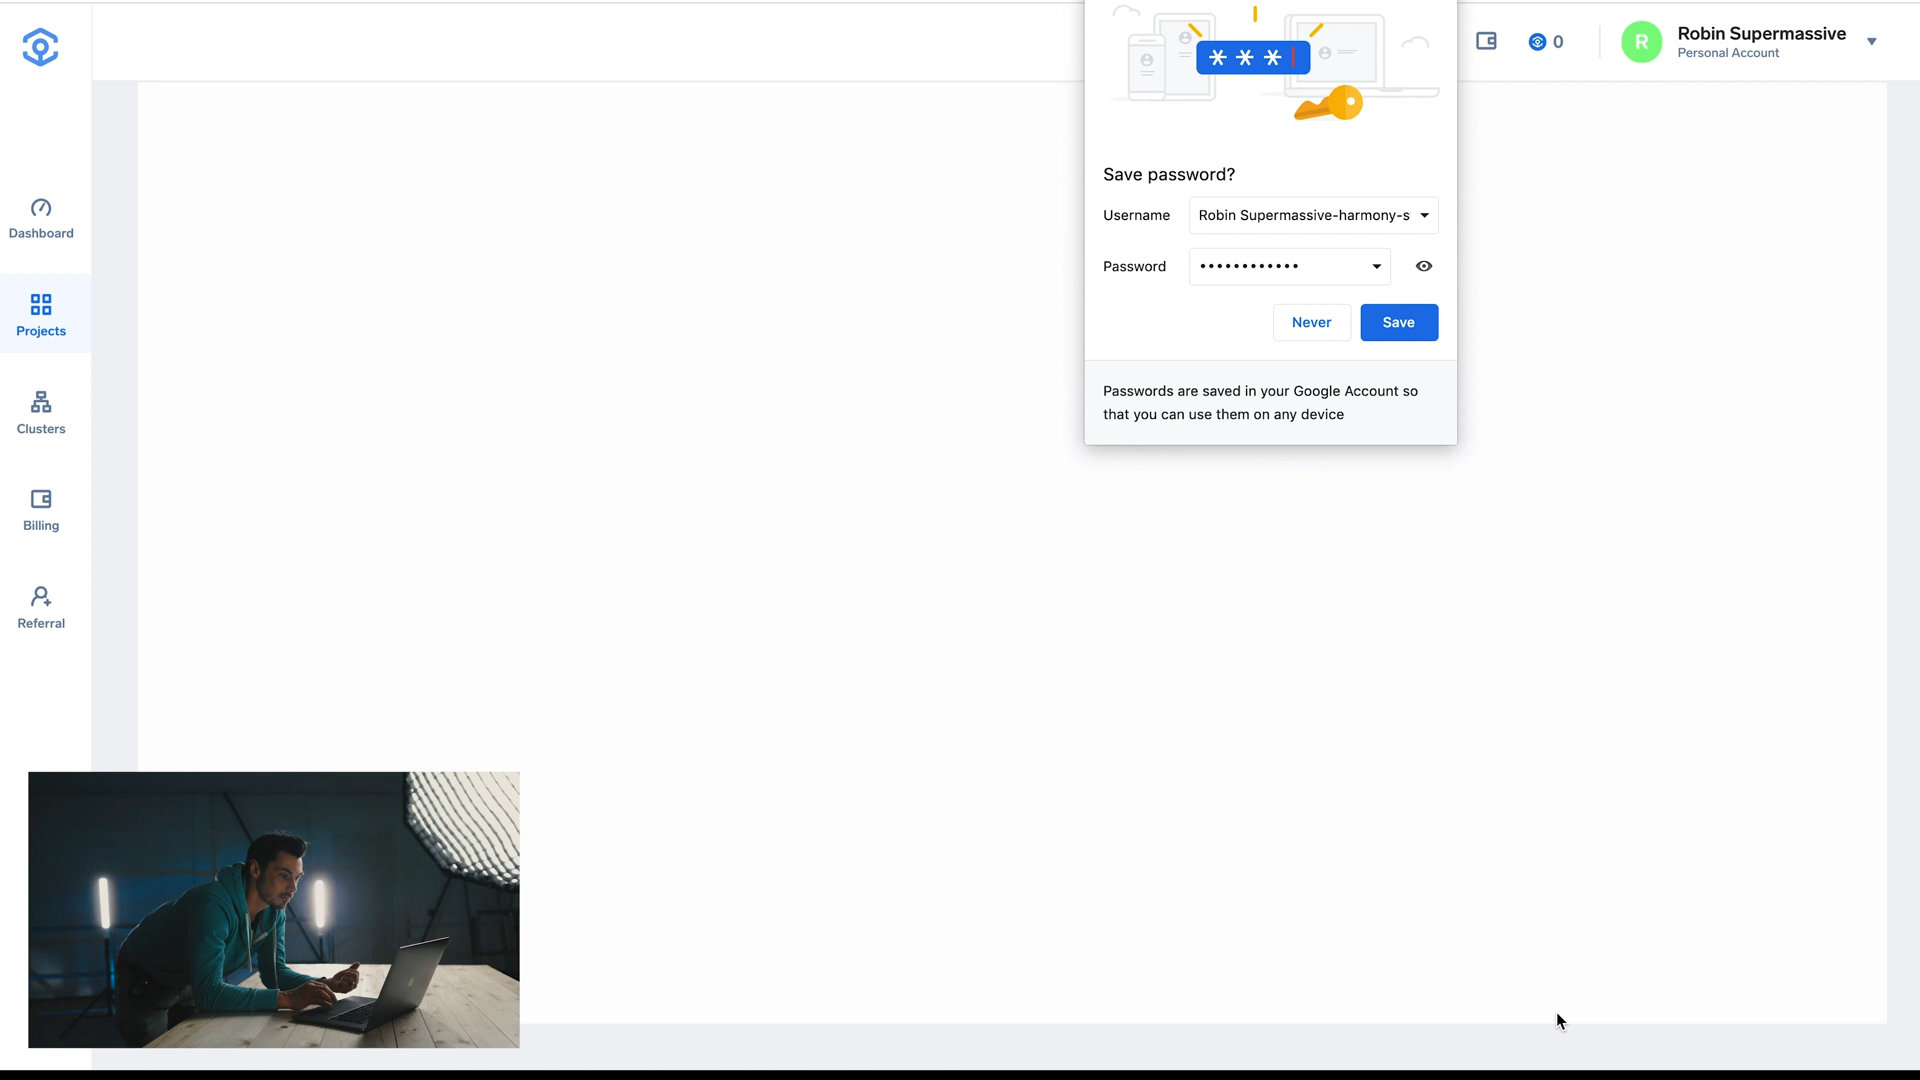 0
R
Robin Supermassive
Personal Account
Dashboard
Projects
Clusters
Billing
Referral
* * *
Save password?
Username
Robin Supermassive-harmony-s
Password
••••••••••••
Never
Save
Passwords are saved in your Google Account so
that you can use them on any device